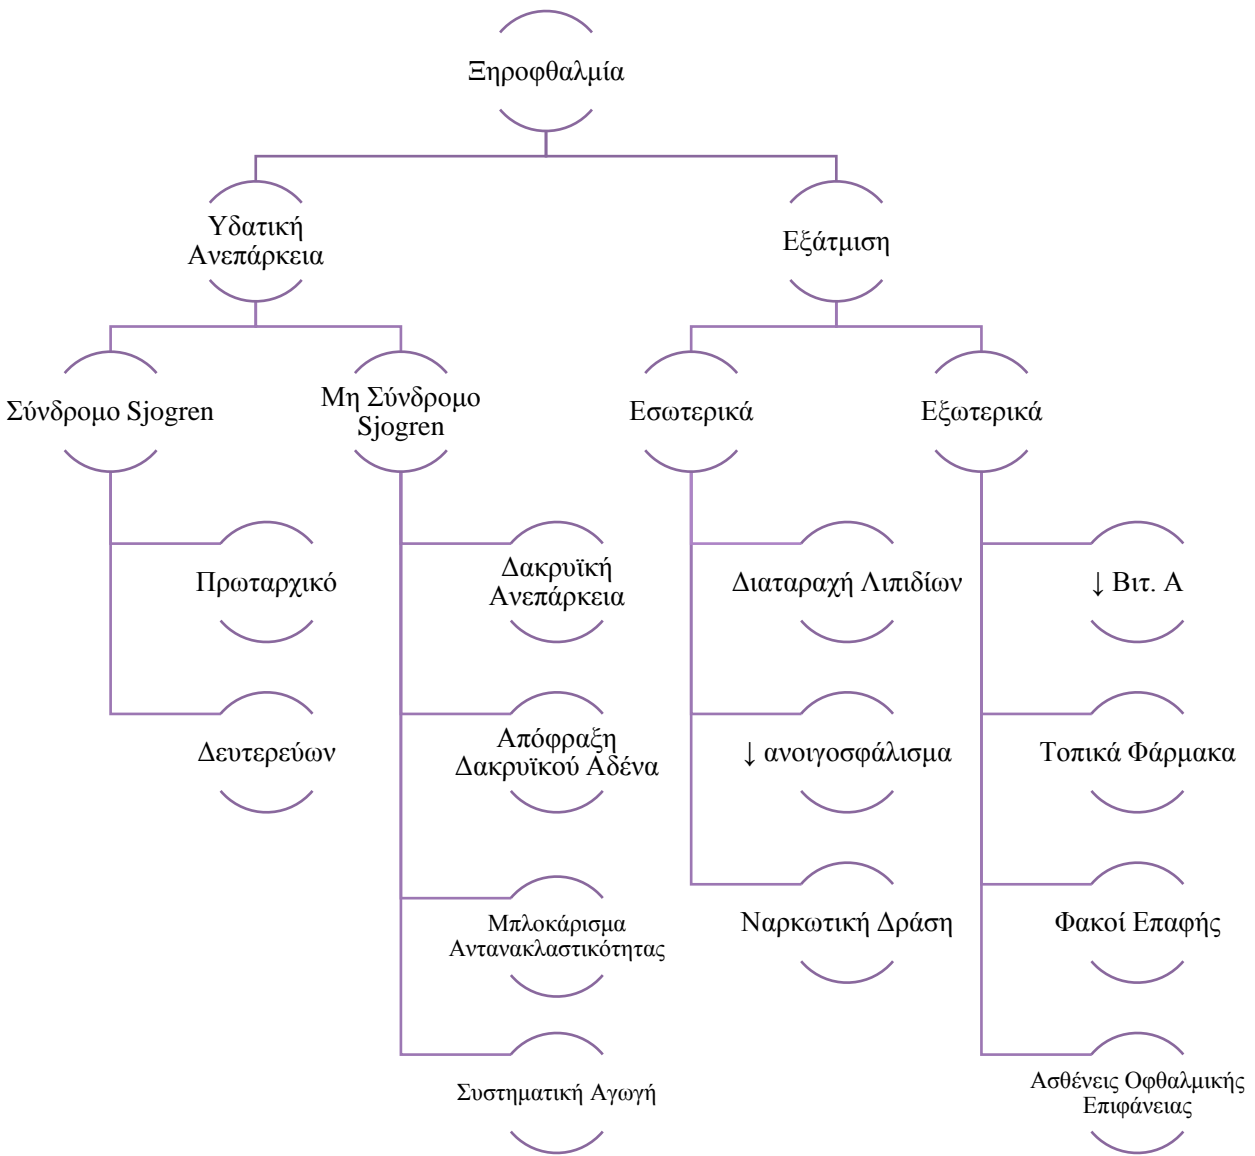 Ξηροφθαλμία
Υδατική
Ανεπάρκεια
Εξάτμιση
Σύνδρομο Sjogren
Μη Σύνδρομο
Sjogren
Εσωτερικά
Εξωτερικά
Πρωταρχικό
Δακρυϊκή
Ανεπάρκεια
Διαταραχή Λιπιδίων
↓ Βιτ. Α
Δευτερεύων
Απόφραξη
Δακρυϊκού Αδένα
↓ ανοιγοσφάλισμα
Τοπικά Φάρμακα
Μπλοκάρισμα
Αντανακλαστικότητας
Ναρκωτική Δράση
Φακοί Επαφής
Συστηματική Αγωγή
Ασθένεις Οφθαλμικής
Επιφάνειας